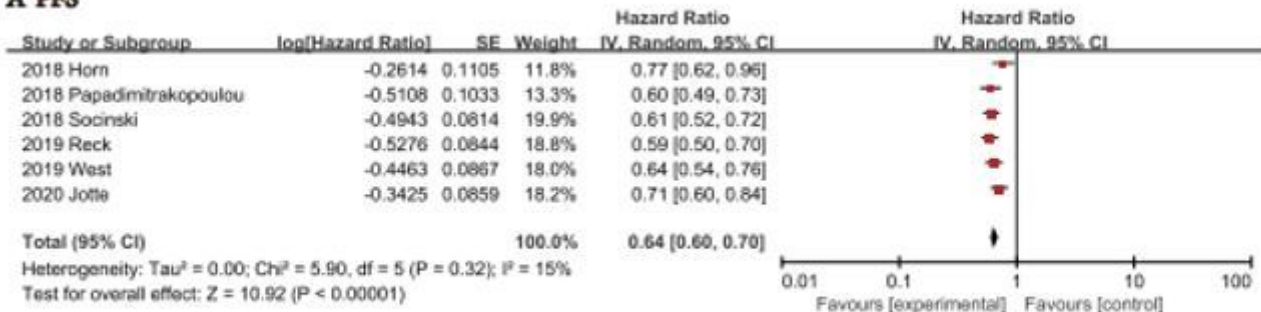 A PFS
Hazard Ratio Hazard Ratio
Study or Subgroup log[Hazard Ratio] SE Weight IV, Random, 95% CI IV, Random, 95% CI
2018 Horn -0.2614 0.1105 11.8% 0.77 [0.62, 0.96]
2018 Papadimitrakopoulou -0.5108 0.1033 13.3% 0.60 [0.49, 0.73]
2018 Socinski -0.4943 0.0814 19.9% 0.61 [0.52, 0.72]
2019 Reck -0.5276 0.0844 18.8% 0.59 [0.50, 0.70]
2019 West -0.4463 0.0867 18.0% 0.64 [0.54, 0.76]
2020 Jotte -0.3425 0.0859 18.2% 0.71 [0.60, 0.84]
Total (95% CI) 100.0% 0.64 [0.60, 0.70]
Heterogeneity: Tau² = 0.00; Chi² = 5.90, df = 5 (P = 0.32); I² = 15%
Test for overall effect: Z = 10.92 (P < 0.00001)
0.01 0.1 1 10 100
Favours [experimental] Favours [control]